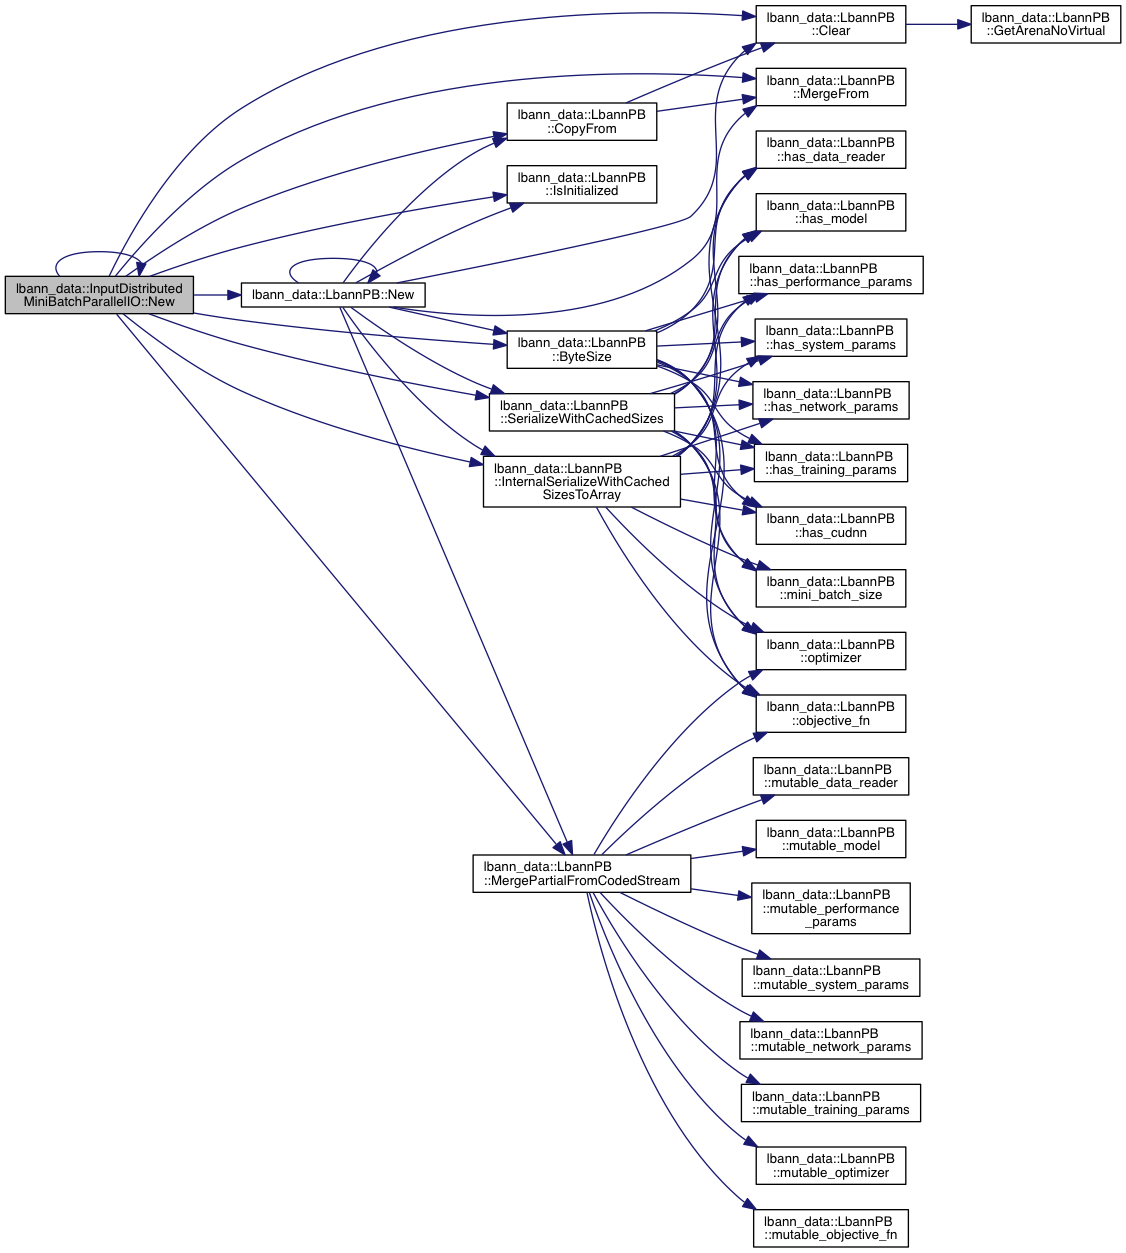 lbann_data::InputDistributed
MiniBatchParallelIO::New
lbann_data::LbannPB::New
lbann_data::LbannPB
::CopyFrom
lbann_data::LbannPB
::IsInitialized
lbann_data::LbannPB
::ByteSize
lbann_data::LbannPB
::SerializeWithCachedSizes
lbann_data::LbannPB
::InternalSerializeWithCached
SizesToArray
lbann_data::LbannPB
::MergePartialFromCodedStream
lbann_data::LbannPB
::Clear
lbann_data::LbannPB
::MergeFrom
lbann_data::LbannPB
::has_data_reader
lbann_data::LbannPB
::has_model
lbann_data::LbannPB
::has_performance_params
lbann_data::LbannPB
::has_system_params
lbann_data::LbannPB
::has_network_params
lbann_data::LbannPB
::has_training_params
lbann_data::LbannPB
::has_cudnn
lbann_data::LbannPB
::mini_batch_size
lbann_data::LbannPB
::optimizer
lbann_data::LbannPB
::objective_fn
lbann_data::LbannPB
::mutable_data_reader
lbann_data::LbannPB
::mutable_model
lbann_data::LbannPB
::mutable_performance
_params
lbann_data::LbannPB
::mutable_system_params
lbann_data::LbannPB
::mutable_network_params
lbann_data::LbannPB
::mutable_training_params
lbann_data::LbannPB
::mutable_optimizer
lbann_data::LbannPB
::mutable_objective_fn
lbann_data::LbannPB
::GetArenaNoVirtual